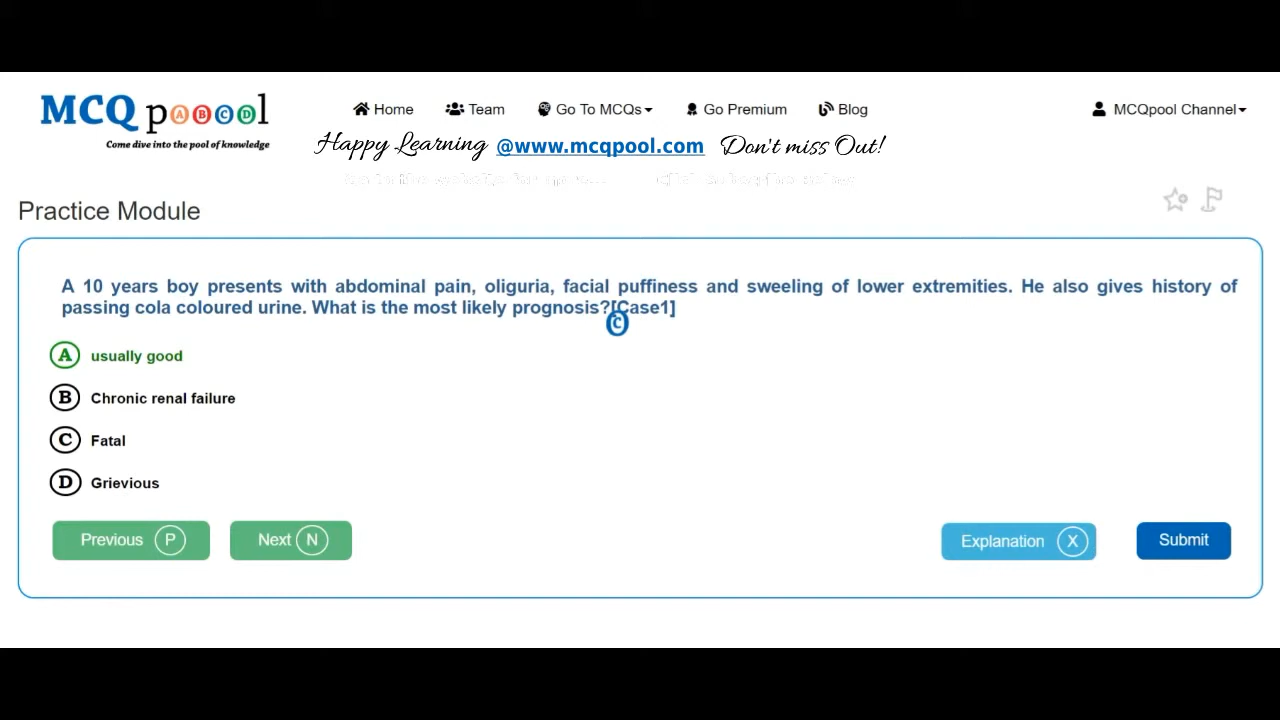 MCQ poool
ABCD
Come dive into the pool of knowledge
Home Team Go To MCQs Go Premium Blog MCQpool Channel
Happy Learning @www.mcqpool.com Don't miss Out!
Practice Module
A 10 years boy presents with abdominal pain, oliguria, facial puffiness and sweeling of lower extremities. He also gives history of
passing cola coloured urine. What is the most likely prognosis?[Case1]
C
A usually good
B Chronic renal failure
C Fatal
D Grievious
Previous P Next N Explanation X Submit